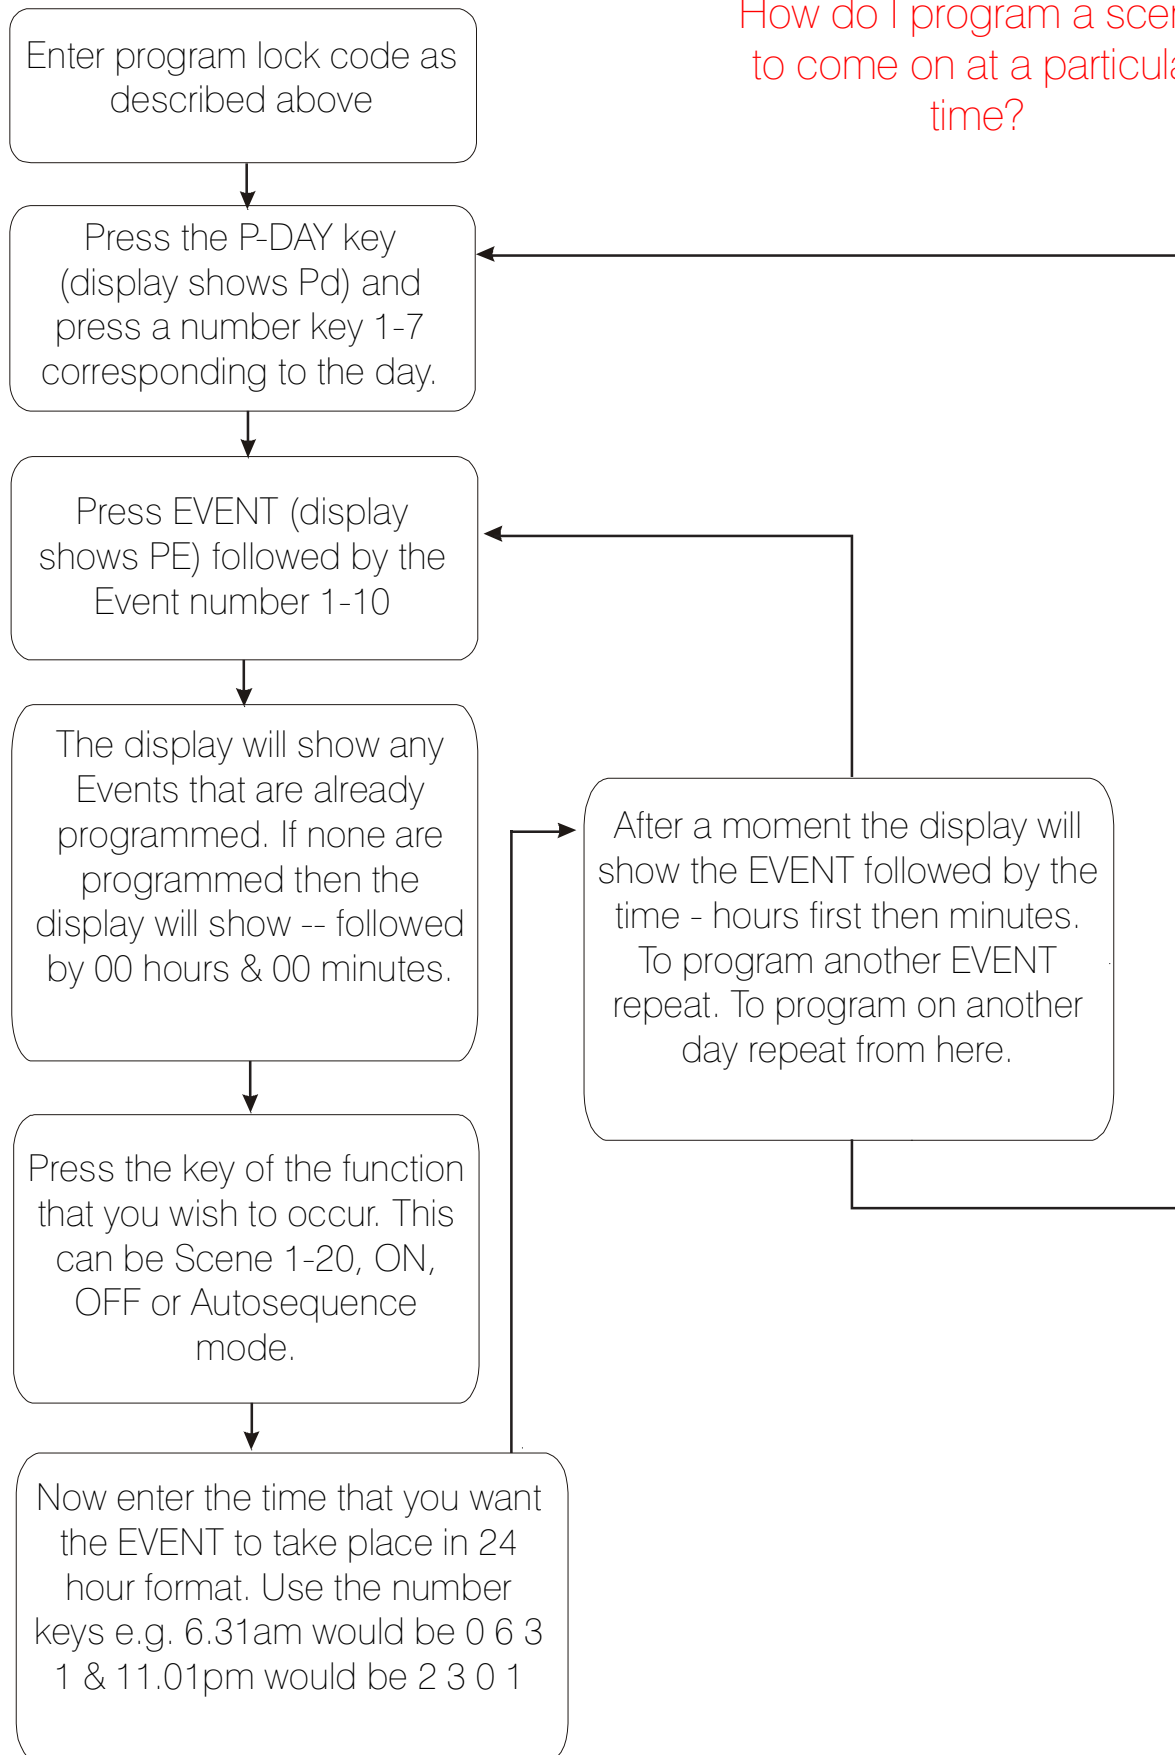 How do I program a
to come on at a
time?
Enter program lock code as
described above
Press the P-DAY key
(display shows Pd) and
press a number key 1-7
corresponding to the day.
Press EVENT (display
shows PE) followed by the
Event number 1-10
The display will show any
Events that are already
programmed. If none are
programmed then the
display will show -- followed
by 00 hours & 00 minutes.
Press the key of the function
that you wish to occur. This
can be Scene 1-20, ON,
OFF or Autosequence
mode.
Now enter the time that you want
the EVENT to take place in 24
hour format. Use the number
keys e.g. 6.31am would be 0 6 3
1 & 11.01pm would be 2 3 0 1
After a moment the display will
show the EVENT followed by the
time - hours first then minutes.
To program another EVENT
repeat. To program on another
day repeat from here.